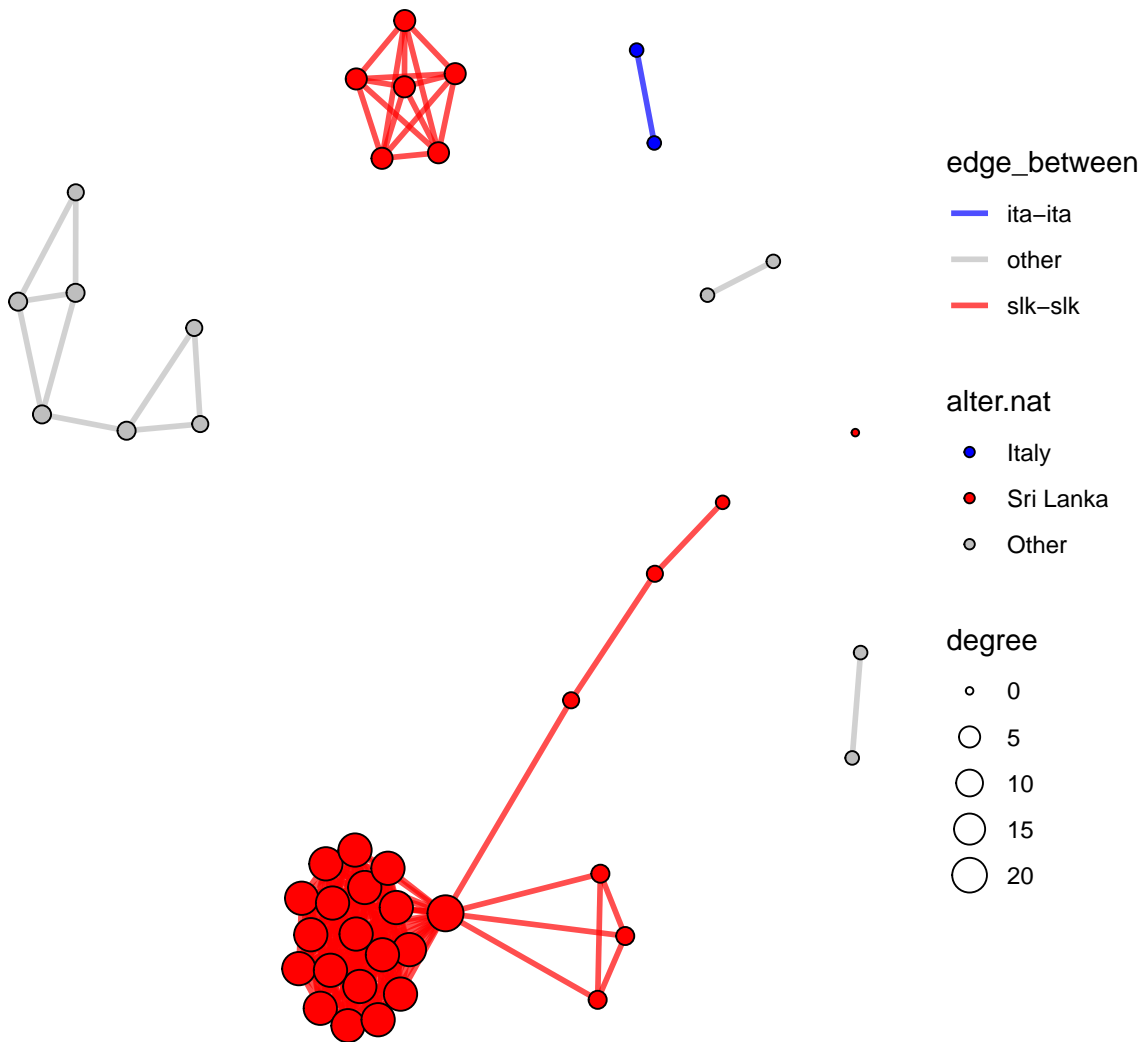 edge_between
ita−ita
other
slk−slk
alter.nat
Italy
Sri Lanka
Other
degree
0
5
10
15
20